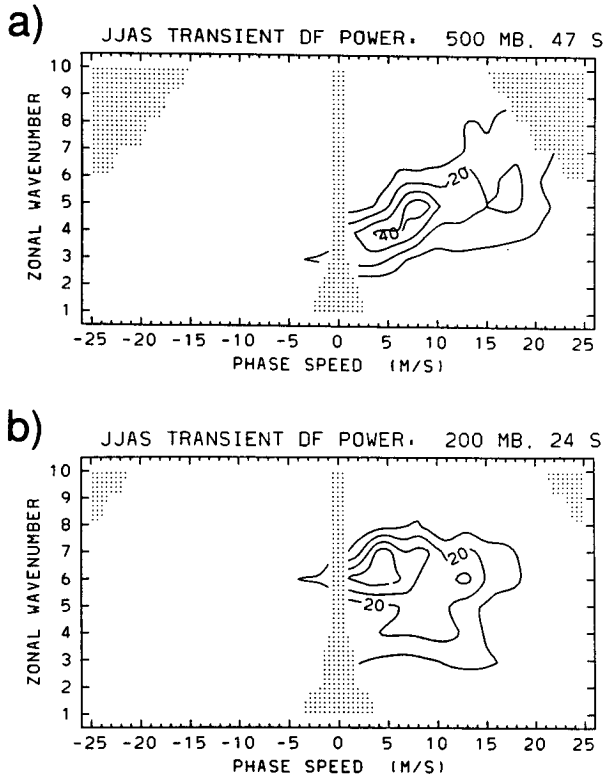 a)
JJAS TRANSIENT DF POWER. 500 MB. 47 S
ZONAL WAVENUMBER
10
9
8
7
6
5
4
3
2
1
20
40
-25 -20 -15 -10 -5 0 5 10 15 20 25
PHASE SPEED (M/S)
b)
JJAS TRANSIENT DF POWER. 200 MB. 24 S
ZONAL WAVENUMBER
10
9
8
7
6
5
4
3
2
1
20
20
-25 -20 -15 -10 -5 0 5 10 15 20 25
PHASE SPEED (M/S)